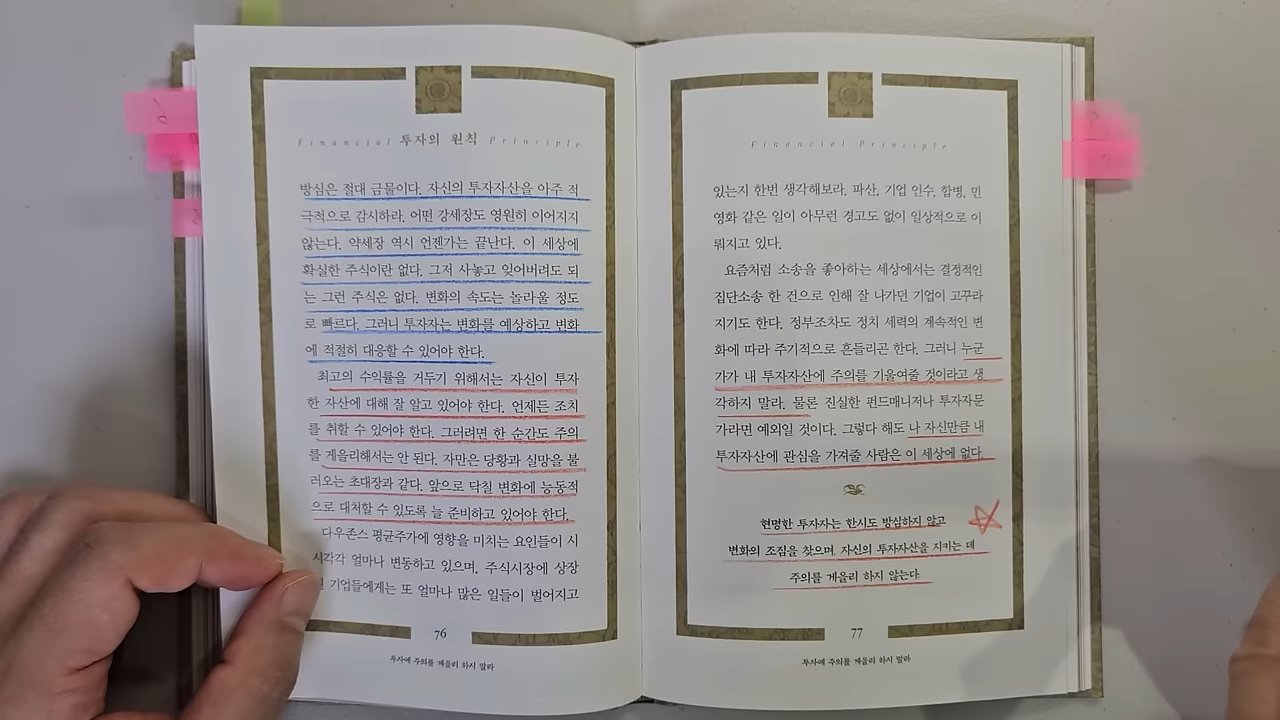 Financial 투자의 원칙 Principle
방심은 절대 금물이다. 자신의 투자자산을 아주 적
극적으로 감시하라. 어떤 강세장도 영원히 이어지지
않는다. 약세장 역시 언젠가는 끝난다. 이 세상에
확실한 주식이란 없다. 그저 사놓고 잊어버려도 되
는 그런 주식은 없다. 변화의 속도는 놀라울 정도
로 빠르다. 그러니 투자자는 변화를 예상하고 변화
에 적절히 대응할 수 있어야 한다.
최고의 수익률을 거두기 위해서는 자신이 투자
한 자산에 대해 잘 알고 있어야 한다. 언제든 조치
를 취할 수 있어야 한다. 그러려면 한 순간도 주의
를 게을리해서는 안 된다. 자만은 당황과 실망을 불
러오는 초대장과 같다. 앞으로 닥칠 변화에 능동적
으로 대처할 수 있도록 늘 준비하고 있어야 한다.
다우존스 평균주가에 영향을 미치는 요인들이 시
시각각 얼마나 변동하고 있으며, 주식시장에 상장
기업들에게는 또 얼마나 많은 일들이 벌어지고
76
투자에 주의를 게을리 하지 말라
Financial Principle
있는지 한번 생각해보라. 파산, 기업 인수, 합병, 민
영화 같은 일이 아무런 경고도 없이 일상적으로 이
뤄지고 있다.
요즘처럼 소송을 좋아하는 세상에서는 결정적인
집단소송 한 건으로 인해 잘 나가던 기업이 고꾸라
지기도 한다. 정부조차도 정치 세력의 계속적인 변
화에 따라 주기적으로 흔들리곤 한다. 그러니 누군
가가 내 투자자산에 주의를 기울여줄 것이라고 생
각하지 말라. 물론 진실한 펀드매니저나 투자자문
가라면 예외일 것이다. 그렇다 해도 나 자신만큼 내
투자자산에 관심을 가져줄 사람은 이 세상에 없다.
현명한 투자자는 한시도 방심하지 않고
변화의 조짐을 찾으며, 자신의 투자자산을 지키는 데
주의를 게을리 하지 않는다.
77
투자에 주의를 게을리 하지 말라